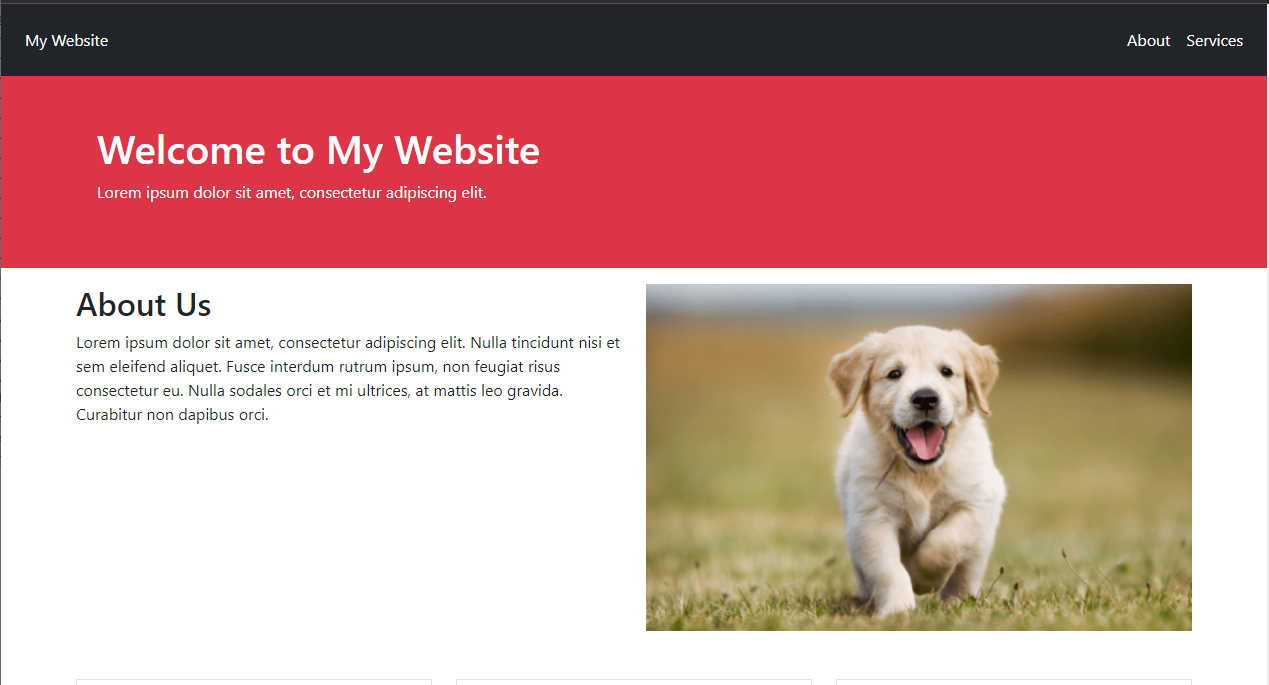 My Website
About Services
Welcome to My Website
Lorem ipsum dolor sit amet, consectetur adipiscing elit.
About Us
Lorem ipsum dolor sit amet, consectetur adipiscing elit. Nulla tincidunt nisi et
sem eleifend aliquet. Fusce interdum rutrum ipsum, non feugiat risus
consectetur eu. Nulla sodales orci et mi ultrices, at mattis leo gravida.
Curabitur non dapibus orci.